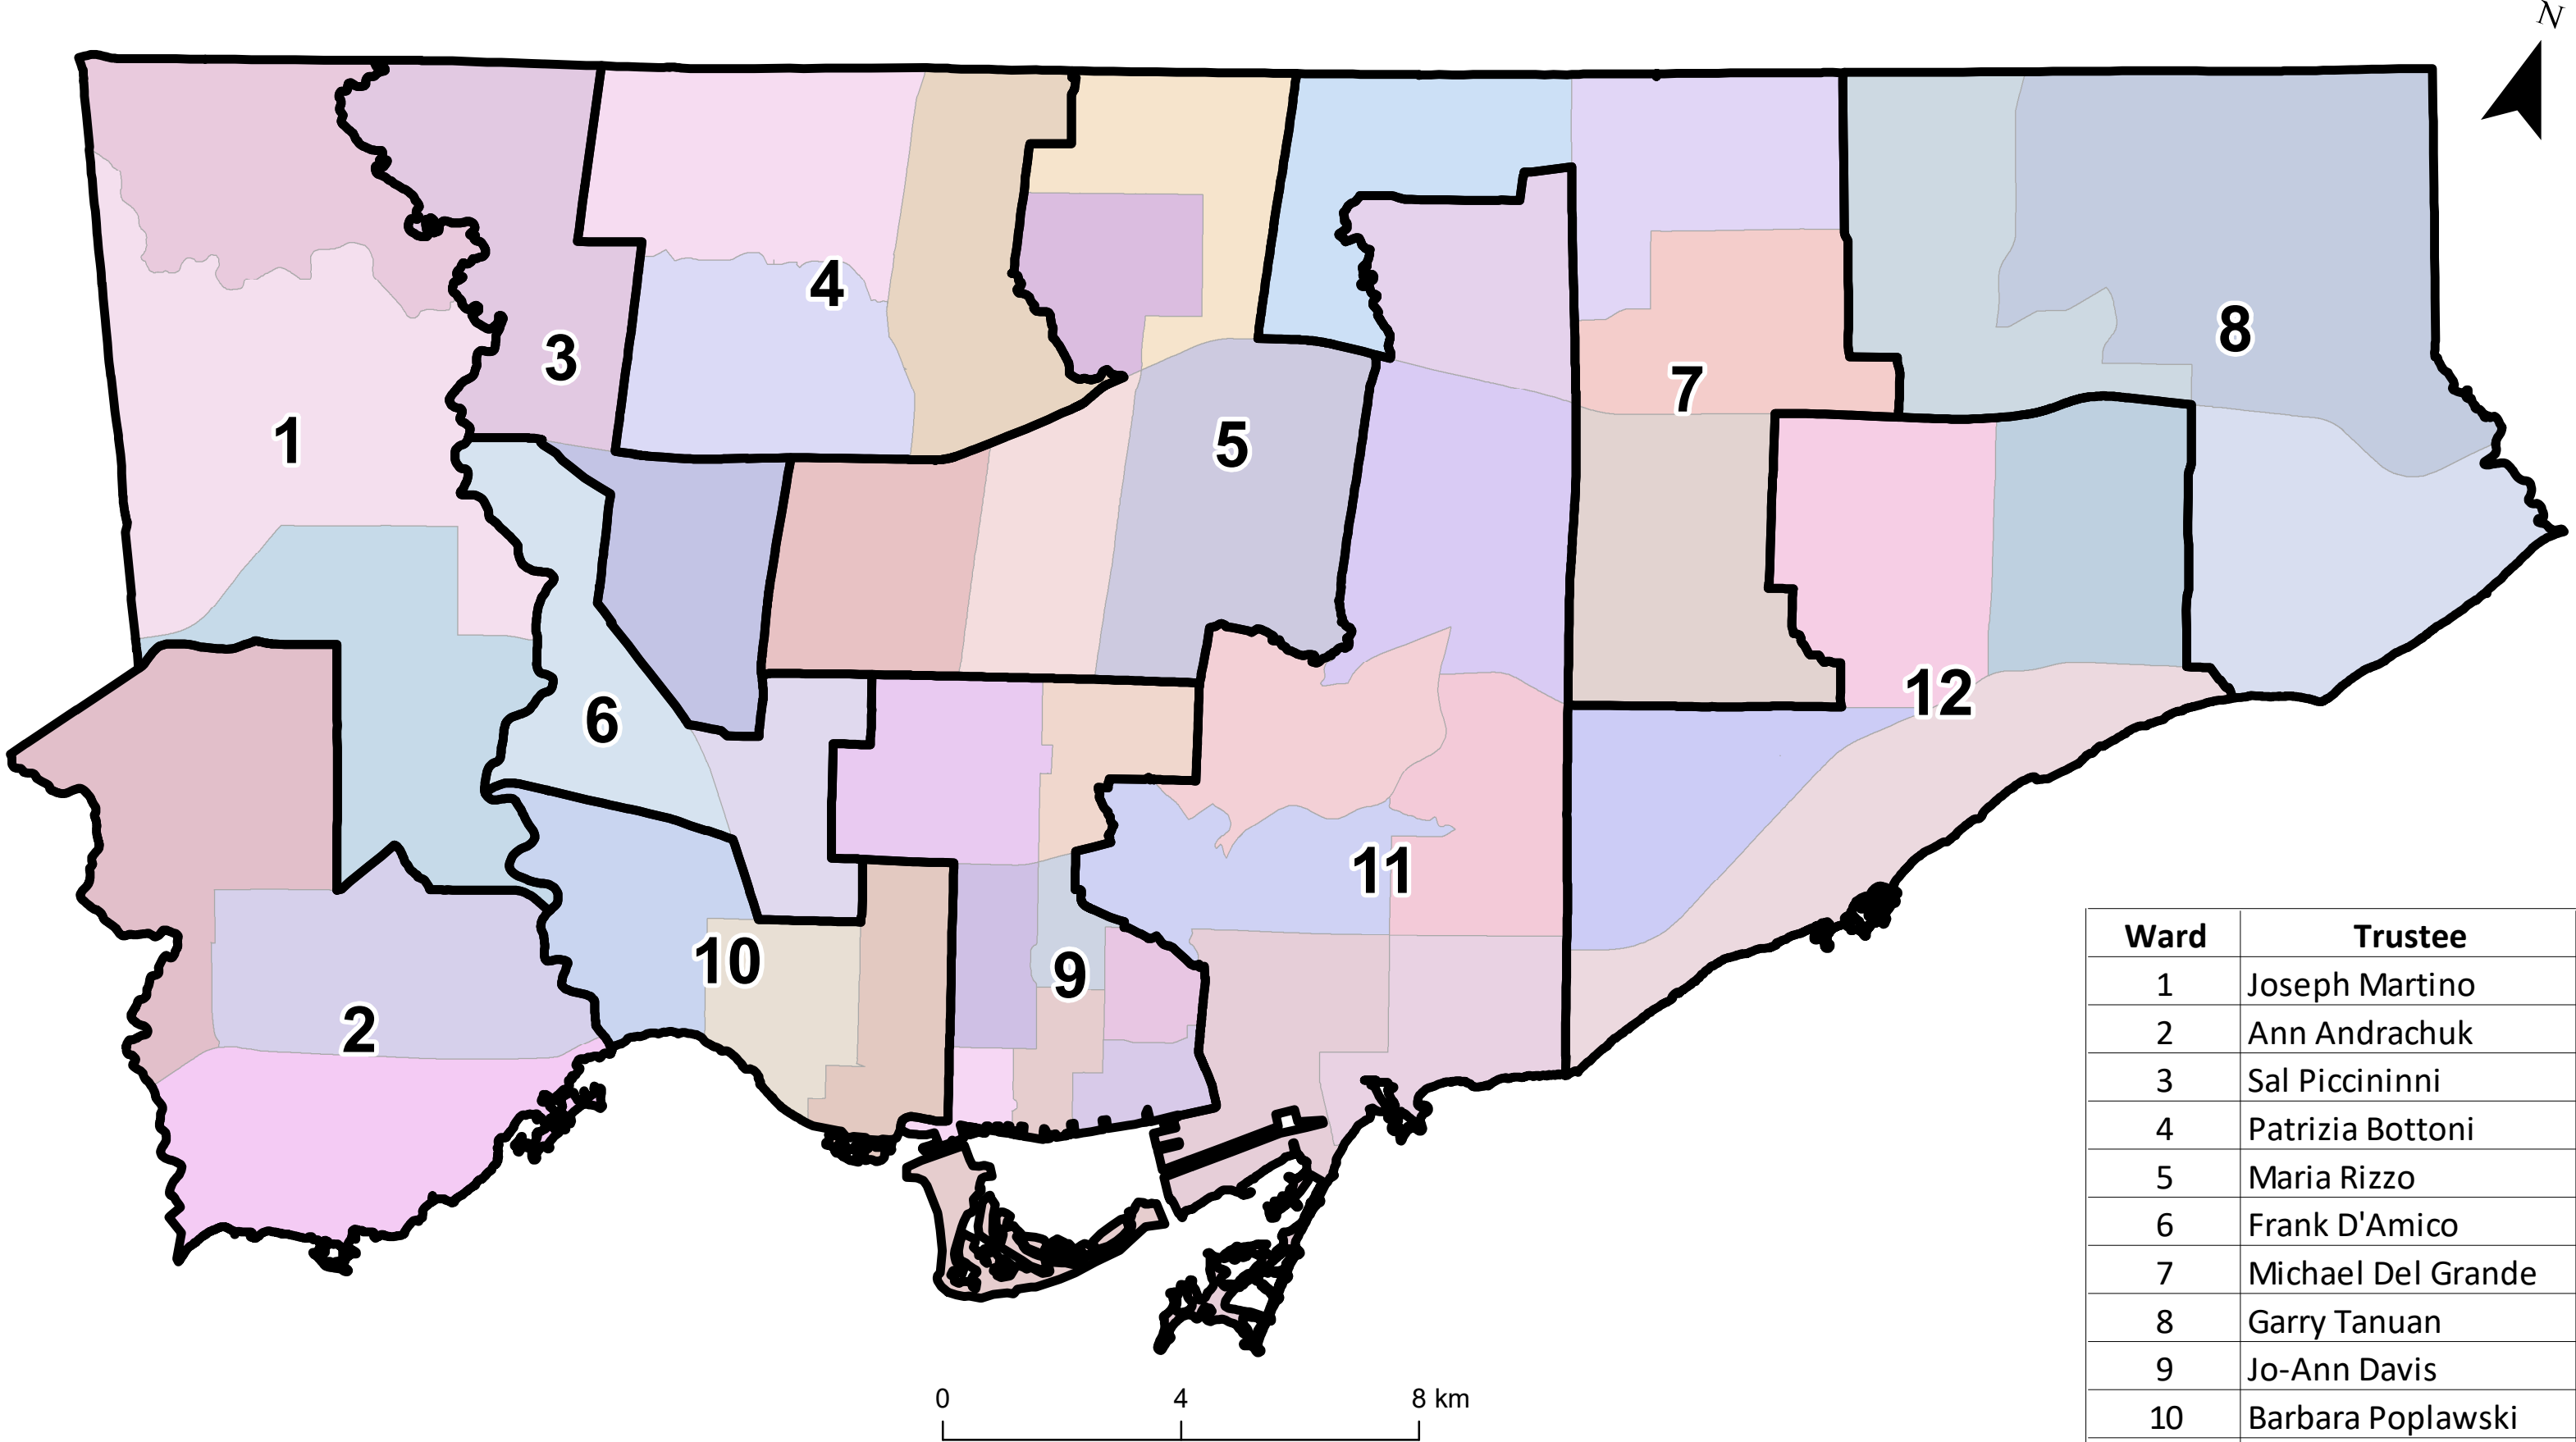 N
4
8
3
7
1
5
12
6
11
10
9
2
Ward Trustee
1 Joseph Martino
2 Ann Andrachuk
3 Sal Piccininni
4 Patrizia Bottoni
5 Maria Rizzo
6 Frank D'Amico
7 Michael Del Grande
8 Garry Tanuan
9 Jo-Ann Davis
10 Barbara Poplawski
0 4 8 km